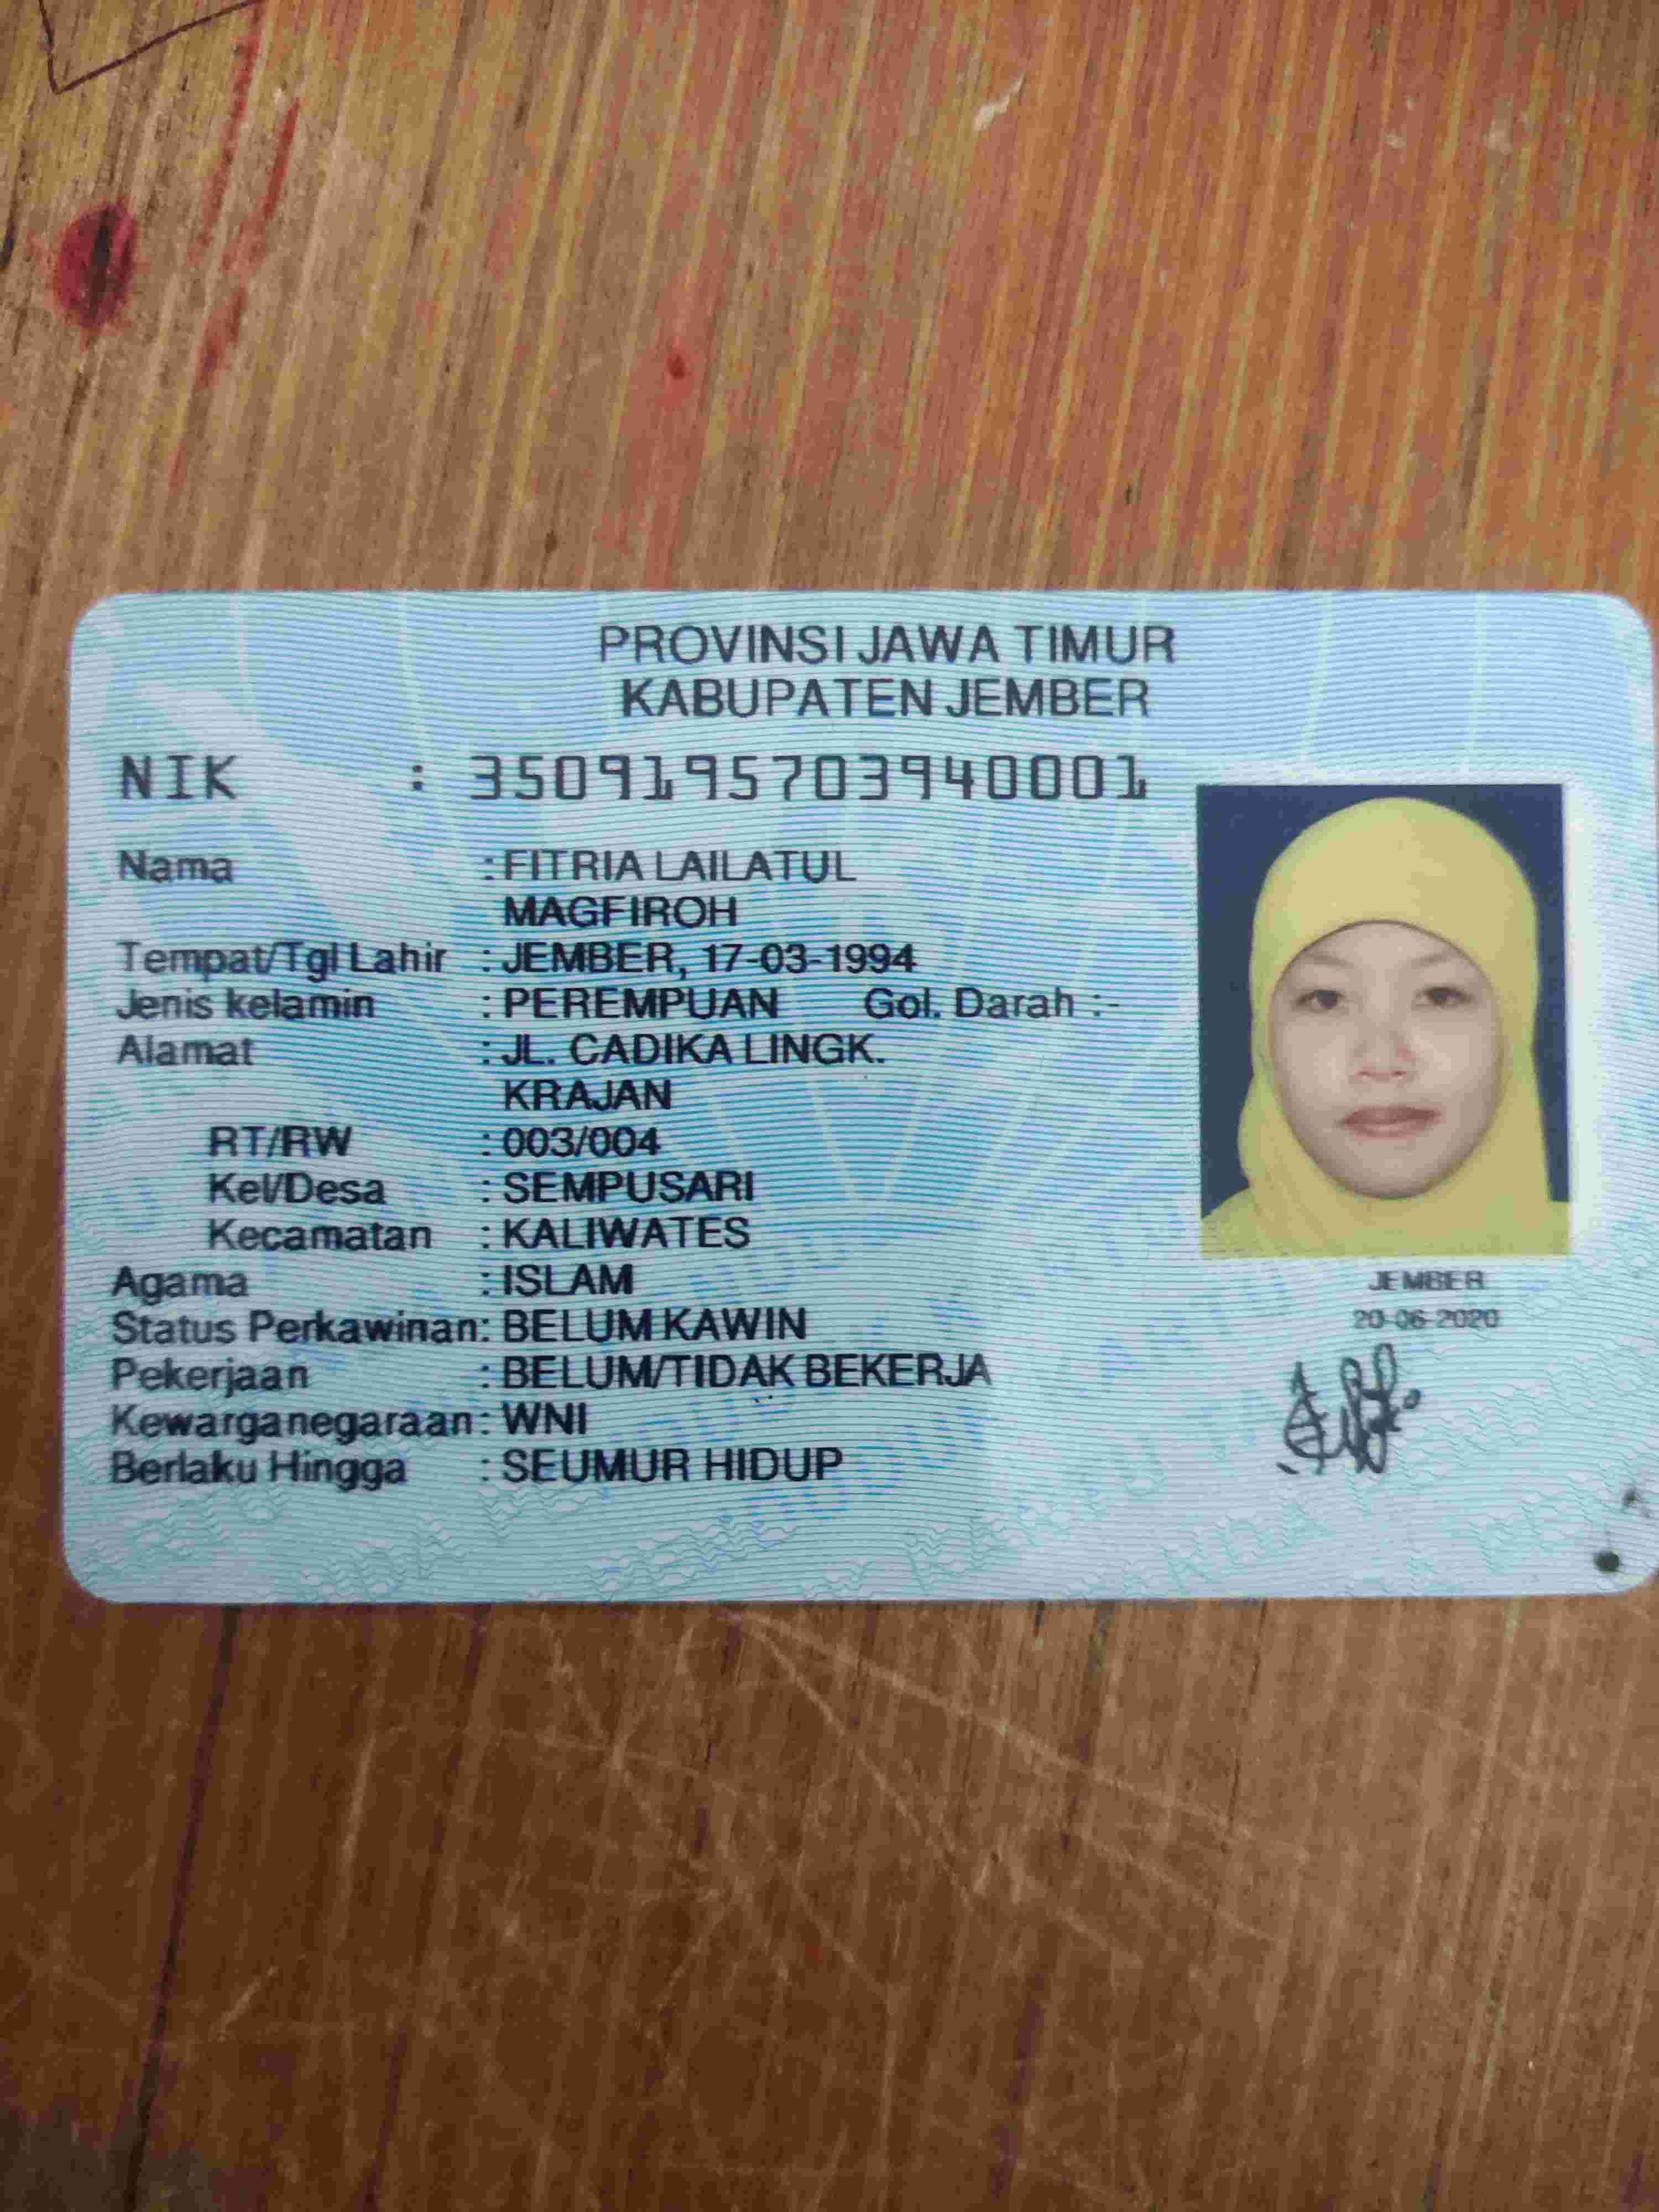 PROVINSI JAWA TIMUR
KABUPATEN JEMBER
NIK : 3509195703940001
Nama : FITRIA LAILATUL
MAGFIROH
Tempat/Tgl Lahir : JEMBER, 17-03-1994
Jenis kelamin : PEREMPUAN Gol. Darah :-
Alamat : JL. CADIKA LINGK.
KRAJAN
RT/RW : 003/004
Kel/Desa : SEMPUSARI
Kecamatan : KALIWATES
Agama : ISLAM
Status Perkawinan: BELUM KAWIN
Pekerjaan : BELUM/TIDAK BEKERJA
Kewarganegaraan: WNI
Berlaku Hingga : SEUMUR HIDUP
JEMBER
20-06-2020